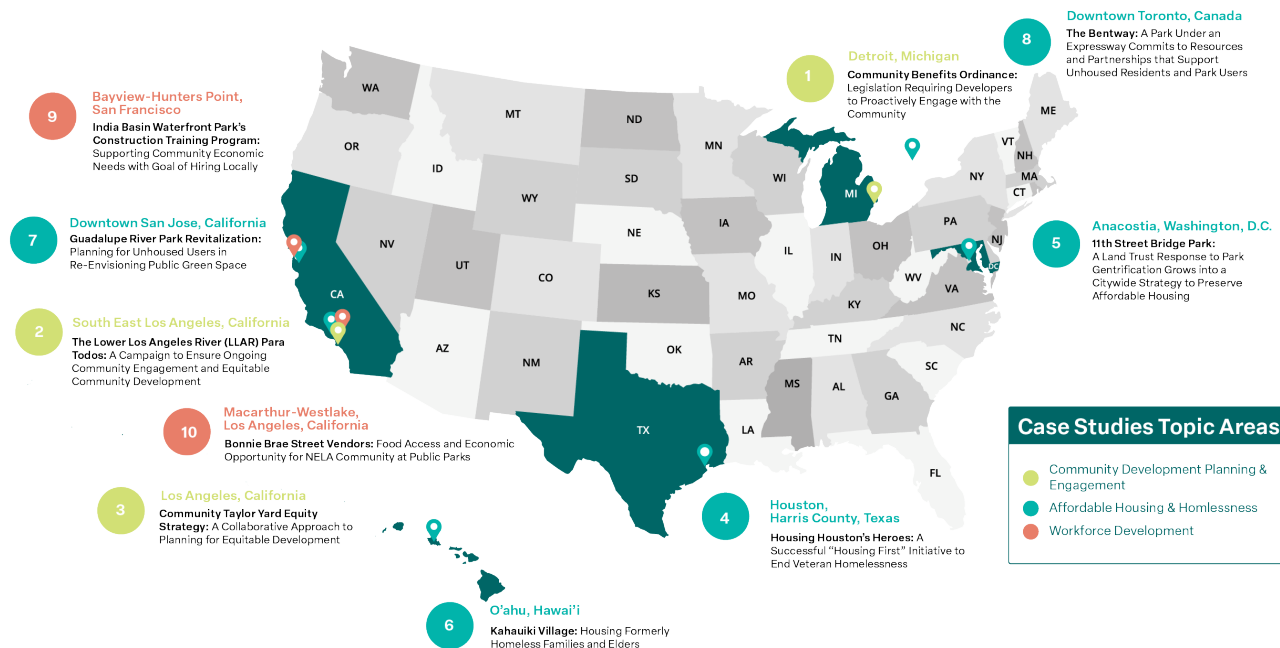 8
Downtown Toronto, Canada
The Bentway: A Park Under an
Expressway Commits to Resources
and Partnerships that Support
Unhoused Residents and Park Users
1
Detroit, Michigan
Community Benefits Ordinance:
Legislation Requiring Developers
to Proactively Engage with the
Community
9
Bayview-Hunters Point,
San Francisco
India Basin Waterfront Park's
Construction Training Program:
Supporting Community Economic
Needs with Goal of Hiring Locally
7
Downtown San Jose, California
Guadalupe River Park Revitalization:
Planning for Unhoused Users in
Re-Envisioning Public Green Space
5
Anacostia, Washington, D.C.
11th Street Bridge Park:
A Land Trust Response to Park
Gentrification Grows into a
Citywide Strategy to Preserve
Affordable Housing
2
South East Los Angeles, California
The Lower Los Angeles River (LLAR) Para
Todos: A Campaign to Ensure Ongoing
Community Engagement and Equitable
Community Development
10
Macarthur-Westlake,
Los Angeles, California
Bonnie Brae Street Vendors: Food Access and Economic
Opportunity for NELA Community at Public Parks
3
Los Angeles, California
Community Taylor Yard Equity
Strategy: A Collaborative Approach to
Planning for Equitable Development
4
Houston,
Harris County, Texas
Housing Houston's Heroes: A
Successful “Housing First” Initiative to
End Veteran Homelessness
6
O'ahu, Hawai'i
Kahauiki Village: Housing Formerly
Homeless Families and Elders
Case Studies Topic Areas
Community Development Planning &
Engagement
Affordable Housing & Homlessness
Workforce Development
WA
MT
ND
MN
ME
OR
ID
SD
WI
MI
NY
VT
NH
MA
CT
WY
NE
IA
IL
IN
OH
PA
NJ
NV
UT
CO
KS
MO
KY
WV
VA
DC
CA
AZ
NM
OK
AR
TN
NC
SC
MS
AL
GA
TX
LA
FL